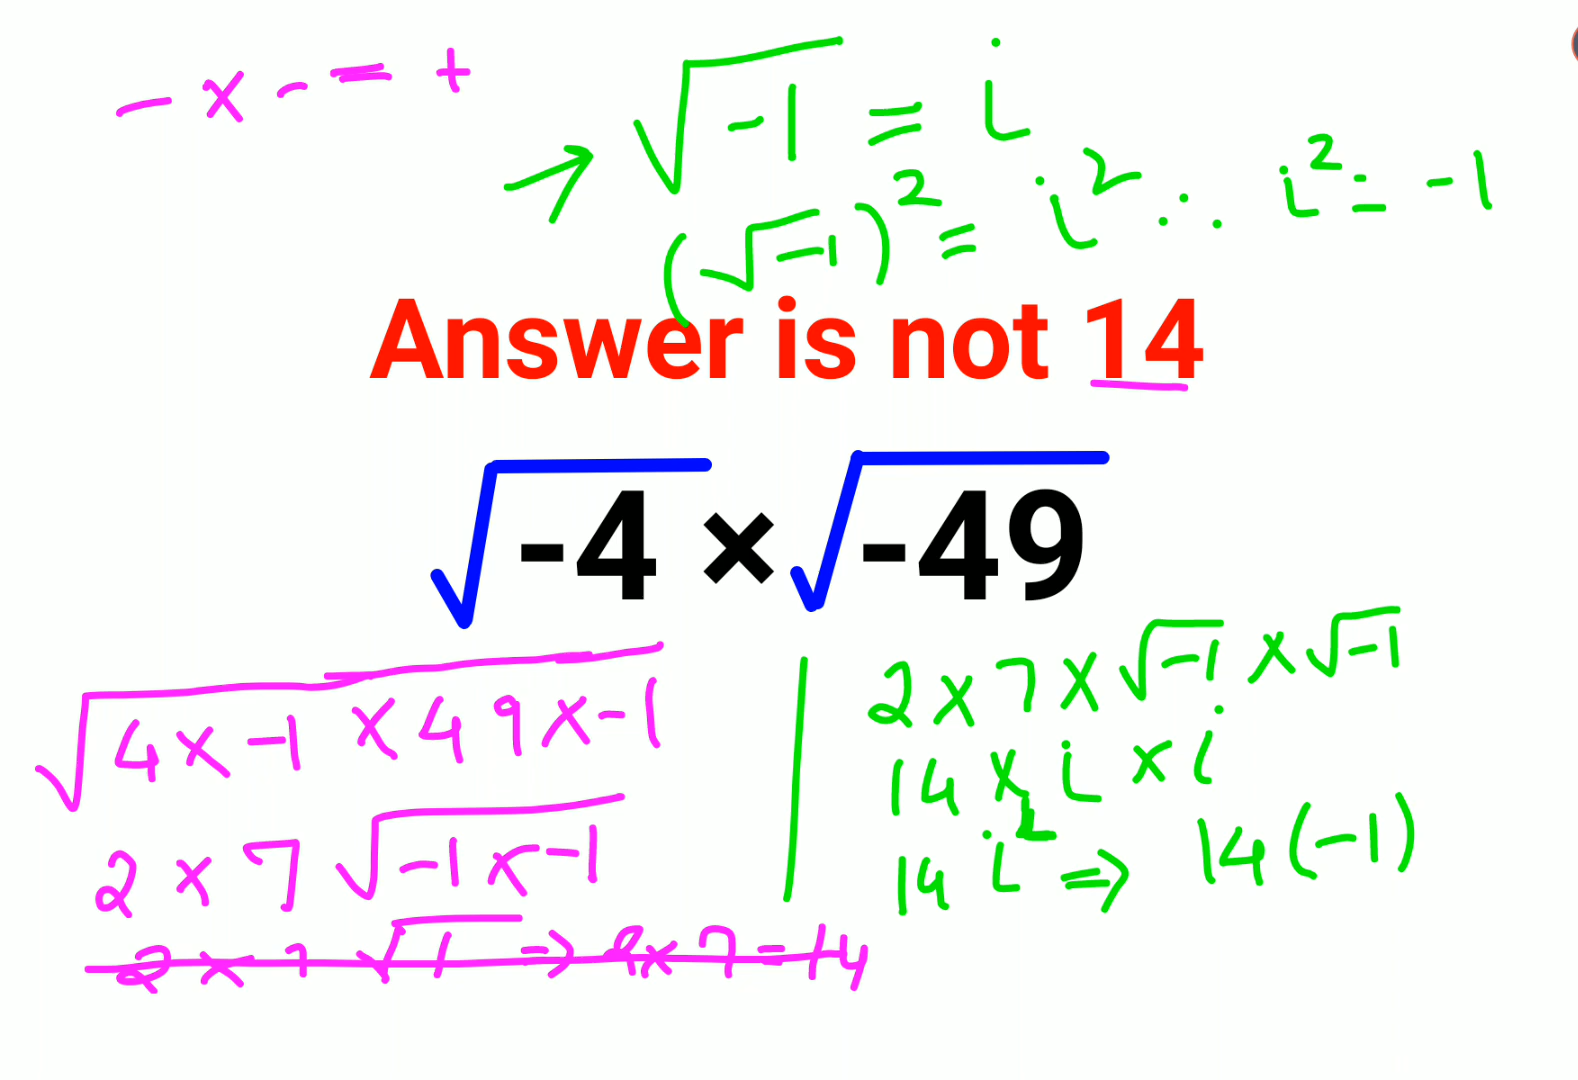 - x - = +
√-1 = i
(√-1)² = i² ∴ i² = -1
Answer is not 14
√-4 × √-49
√4 x -1 x 49 x -1
2 x 7 √-1 x -1
2 x 7 √1 ⇒ 2 x 7 = 14
2 x 7 x √-1 x √-1
14 x i x i
14 i² ⇒ 14 (-1)